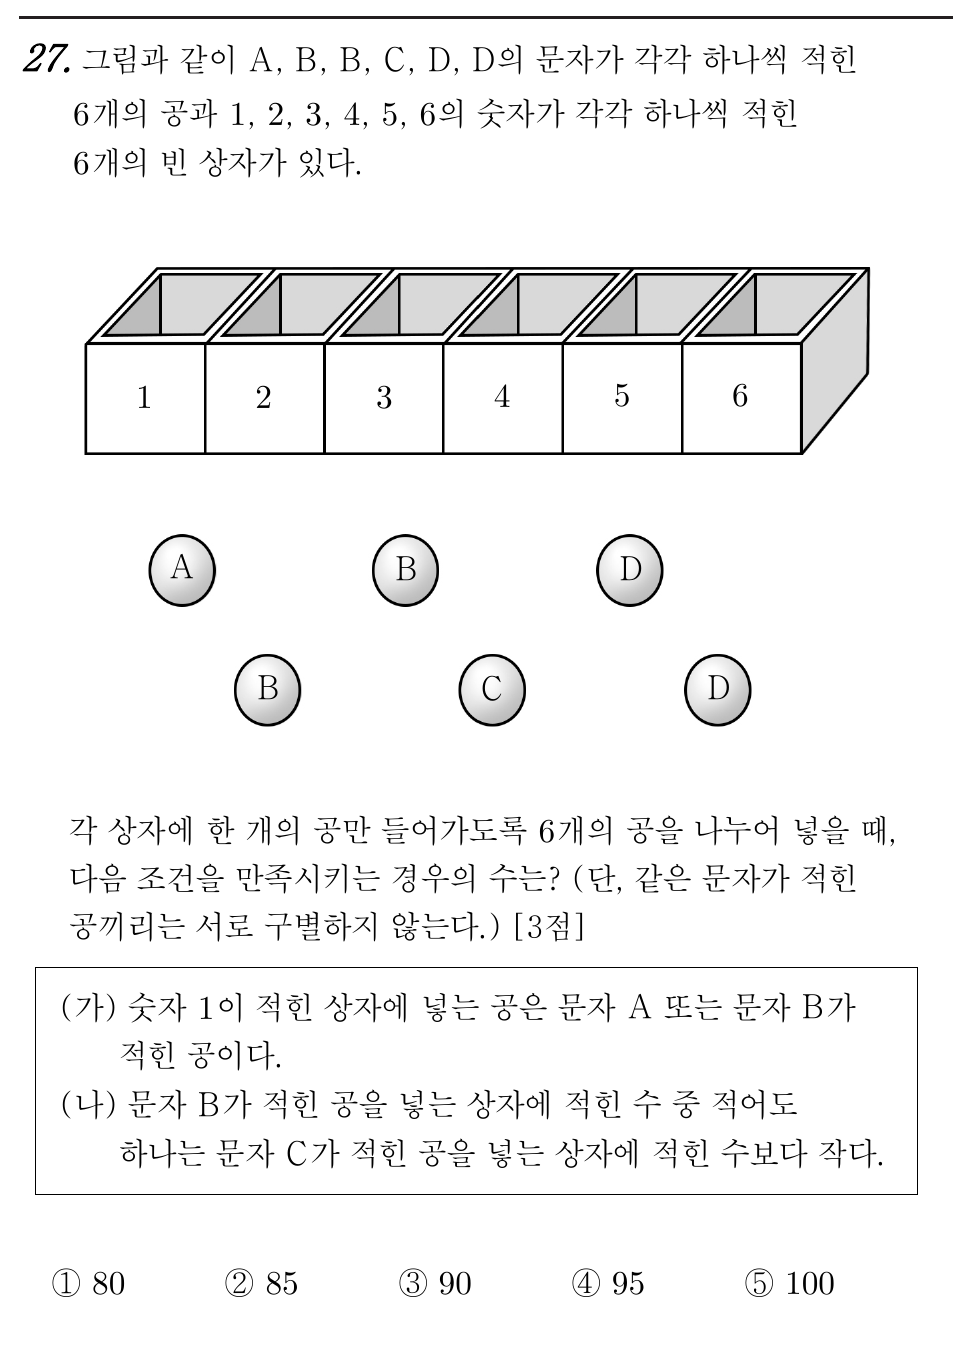 27. 그림과 같이 A, B, B, C, D, D의 문자가 각각 하나씩 적힌
6개의 공과 1, 2, 3, 4, 5, 6의 숫자가 각각 하나씩 적힌
6개의 빈 상자가 있다.
1 2 3 4 5 6
A B D
B C D
각 상자에 한 개의 공만 들어가도록 6개의 공을 나누어 넣을 때,
다음 조건을 만족시키는 경우의 수는? (단, 같은 문자가 적힌
공끼리는 서로 구별하지 않는다.) [3점]
(가) 숫자 1이 적힌 상자에 넣는 공은 문자 A 또는 문자 B가
적힌 공이다.
(나) 문자 B가 적힌 공을 넣는 상자에 적힌 수 중 적어도
하나는 문자 C가 적힌 공을 넣는 상자에 적힌 수보다 작다.
① 80 ② 85 ③ 90 ④ 95 ⑤ 100